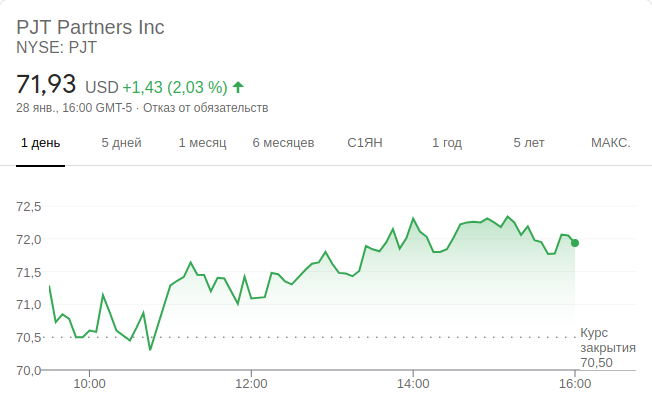 PJT Partners Inc
NYSE: PJT
71,93 USD +1,43 (2,03 %)
28 янв., 16:00 GMT-5 · Отказ от обязательств
1 день 5 дней 1 месяц 6 месяцев С1ЯН 1 год 5 лет МАКС.
72,5
72,0
71,5
71,0
70,5
70,0
Курс
закрытия
70,50
10:00 12:00 14:00 16:00